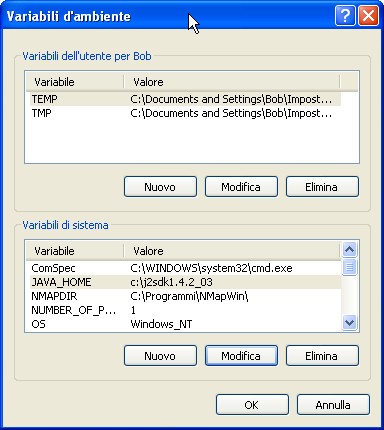 Variabili d'ambiente
Variabili dell'utente per Bob
Variabile Valore
TEMP C:\Documents and Settings\Bob\Impost...
TMP C:\Documents and Settings\Bob\Impost...
Nuovo Modifica Elimina
Variabili di sistema
Variabile Valore
ComSpec C:\WINDOWS\system32\cmd.exe
JAVA_HOME c:\j2sdk1.4.2_03
NMAPDIR C:\Programmi\NMapWin\
NUMBER_OF_P... 1
OS Windows_NT
Nuovo Modifica Elimina
OK Annulla